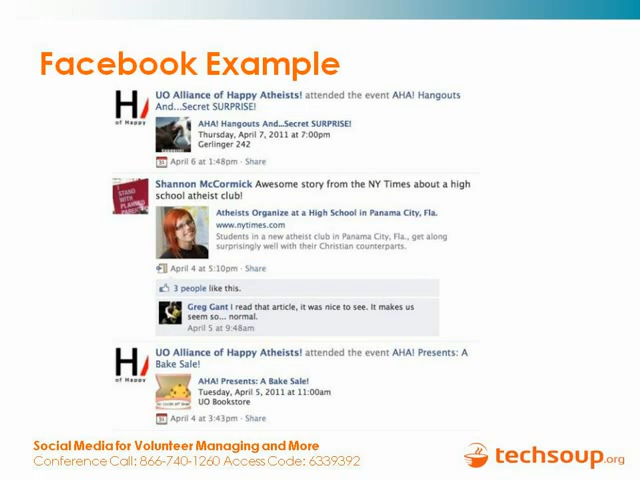 Facebook Example
UO Alliance of Happy Atheists! attended the event AHA! Hangouts
And...Secret SURPRISE!
AHA! Hangouts And...Secret SURPRISE!
Thursday, April 7, 2011 at 7:00pm
Gerlinger 242
April 6 at 1:48pm · Share
H
of Happy
Shannon McCormick Awesome story from the NY Times about a high
school atheist club!
I STAND WITH PLANNED
Atheists Organize at a High School in Panama City, Fla.
www.nytimes.com
Students in a new atheist club in Panama City, Fla., get along
surprisingly well with their Christian counterparts.
April 4 at 5:10pm · Share
3 people like this.
Greg Gant I read that article, it was nice to see. It makes us
seem so... normal.
April 5 at 9:48am
UO Alliance of Happy Atheists! attended the event AHA! Presents: A
Bake Sale!
H
of Happy
AHA! Presents: A Bake Sale!
Tuesday, April 5, 2011 at 11:00am
UO Bookstore
April 4 at 3:43pm · Share
Social Media for Volunteer Managing and More
Conference Call: 866-740-1260 Access Code: 6339392
techsoup.org